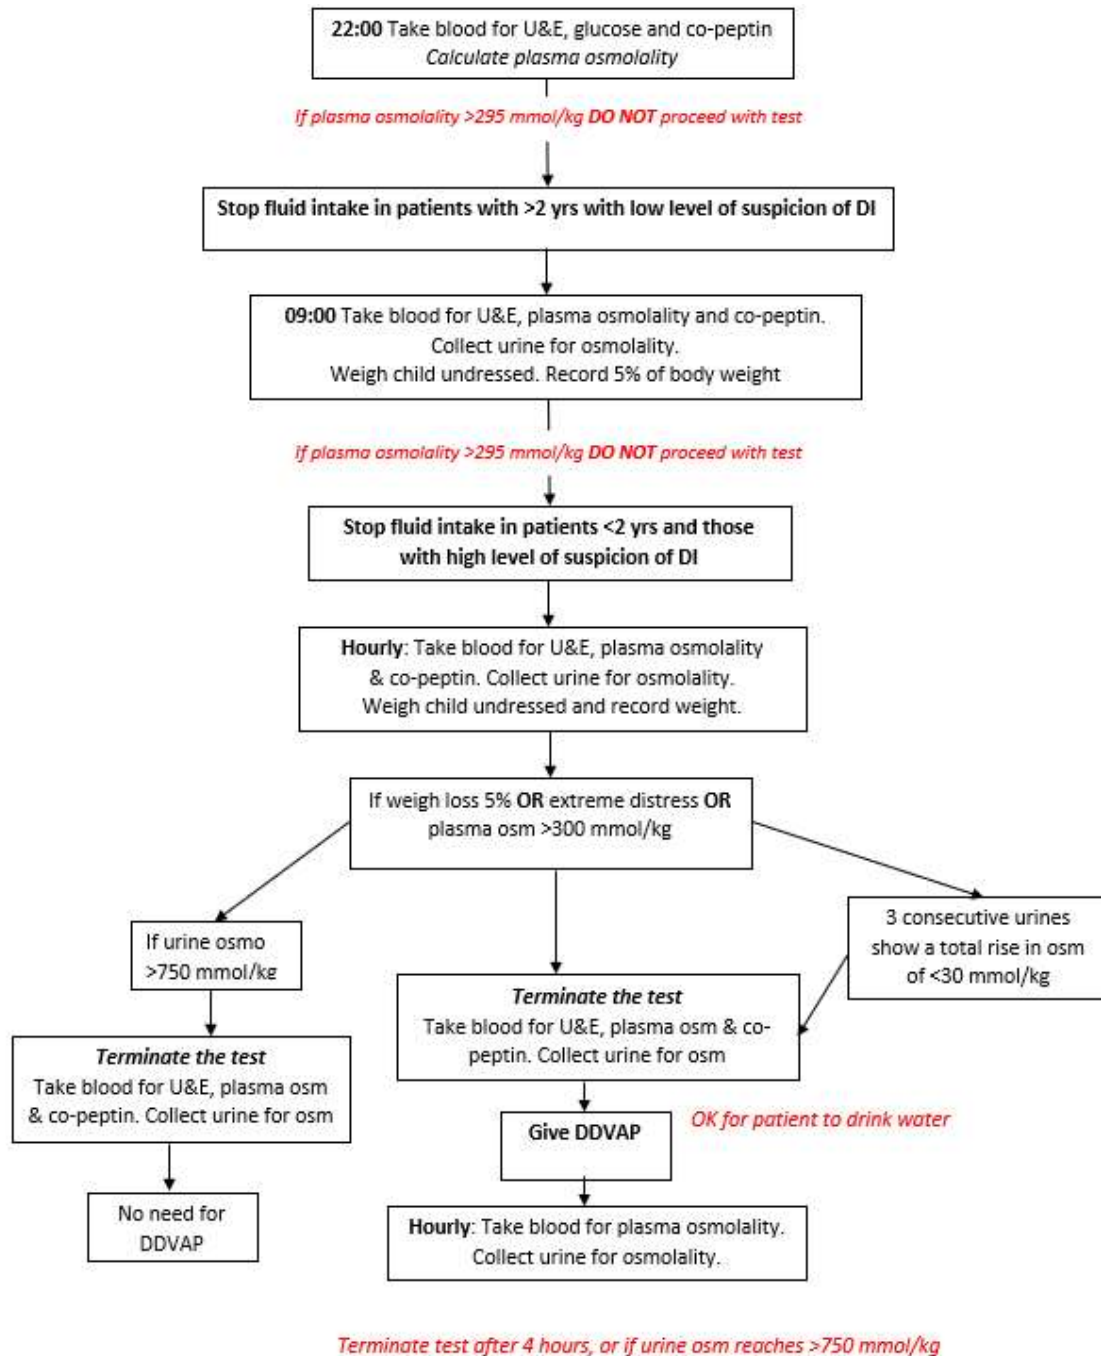 22:00 Take blood for U&E, glucose and co-peptin
Calculate plasma osmolality
If plasma osmolality >295 mmol/kg DO NOT proceed with test
Stop fluid intake in patients with >2 yrs with low level of suspicion of DI
09:00 Take blood for U&E, plasma osmolality and co-peptin.
Collect urine for osmolality.
Weigh child undressed. Record 5% of body weight
If plasma osmolality >295 mmol/kg DO NOT proceed with test
Stop fluid intake in patients <2 yrs and those
with high level of suspicion of DI
Hourly: Take blood for U&E, plasma osmolality
& co-peptin. Collect urine for osmolality.
Weigh child undressed and record weight.
If weigh loss 5% OR extreme distress OR
plasma osm >300 mmol/kg
If urine osmo
>750 mmol/kg
Terminate the test
Take blood for U&E, plasma osm
& co-peptin. Collect urine for osm
No need for
DDVAP
3 consecutive urines
show a total rise in osm
of <30 mmol/kg
Terminate the test
Take blood for U&E, plasma osm & co-
peptin. Collect urine for osm
Give DDVAP
OK for patient to drink water
Hourly: Take blood for plasma osmolality.
Collect urine for osmolality.
Terminate test after 4 hours, or if urine osm reaches >750 mmol/kg